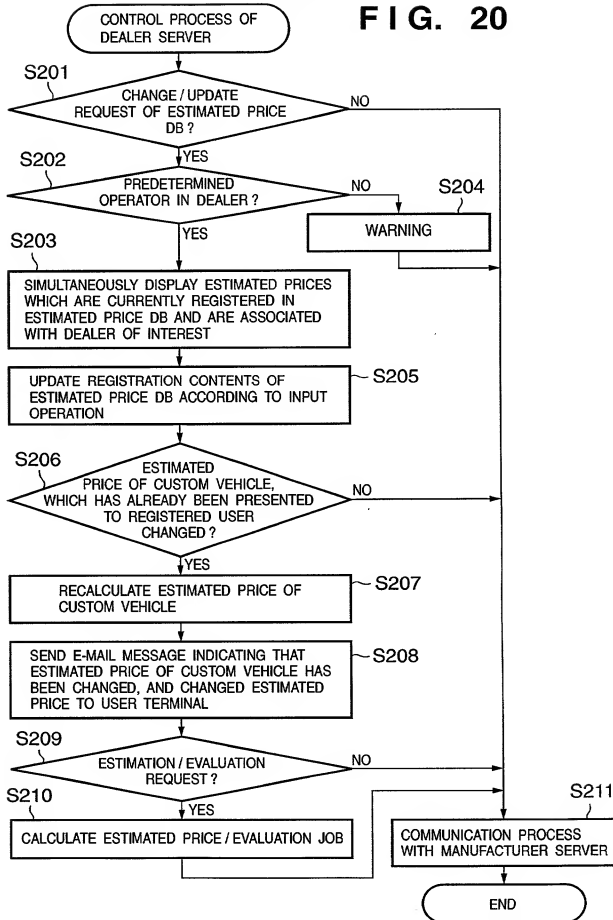 FIG. 20
CONTROL PROCESS OF
DEALER SERVER
S201
CHANGE / UPDATE
REQUEST OF ESTIMATED PRICE
DB ?
NO
YES
S202
PREDETERMINED
OPERATOR IN DEALER ?
NO
S204
WARNING
YES
S203
SIMULTANEOUSLY DISPLAY ESTIMATED PRICES
WHICH ARE CURRENTLY REGISTERED IN
ESTIMATED PRICE DB AND ARE ASSOCIATED
WITH DEALER OF INTEREST
UPDATE REGISTRATION CONTENTS OF
ESTIMATED PRICE DB ACCORDING TO INPUT
OPERATION
S205
S206
ESTIMATED
PRICE OF CUSTOM VEHICLE,
WHICH HAS ALREADY BEEN PRESENTED
TO REGISTERED USER
CHANGED ?
NO
YES
RECALCULATE ESTIMATED PRICE OF
CUSTOM VEHICLE
S207
SEND E-MAIL MESSAGE INDICATING THAT
ESTIMATED PRICE OF CUSTOM VEHICLE HAS
BEEN CHANGED, AND CHANGED ESTIMATED
PRICE TO USER TERMINAL
S208
S209
ESTIMATION / EVALUATION
REQUEST ?
NO
YES
S210
CALCULATE ESTIMATED PRICE / EVALUATION JOB
S211
COMMUNICATION PROCESS
WITH MANUFACTURER SERVER
END